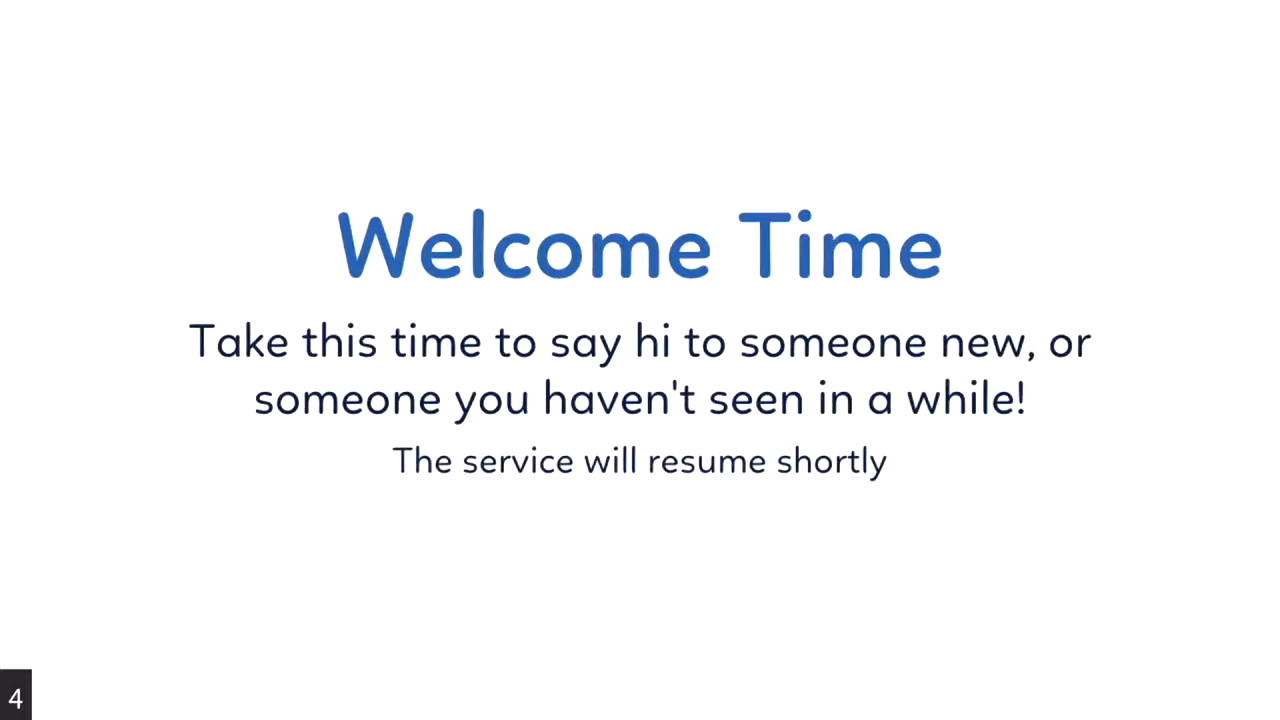 Welcome Time
Take this time to say hi to someone new, or
someone you haven't seen in a while!
The service will resume shortly
4